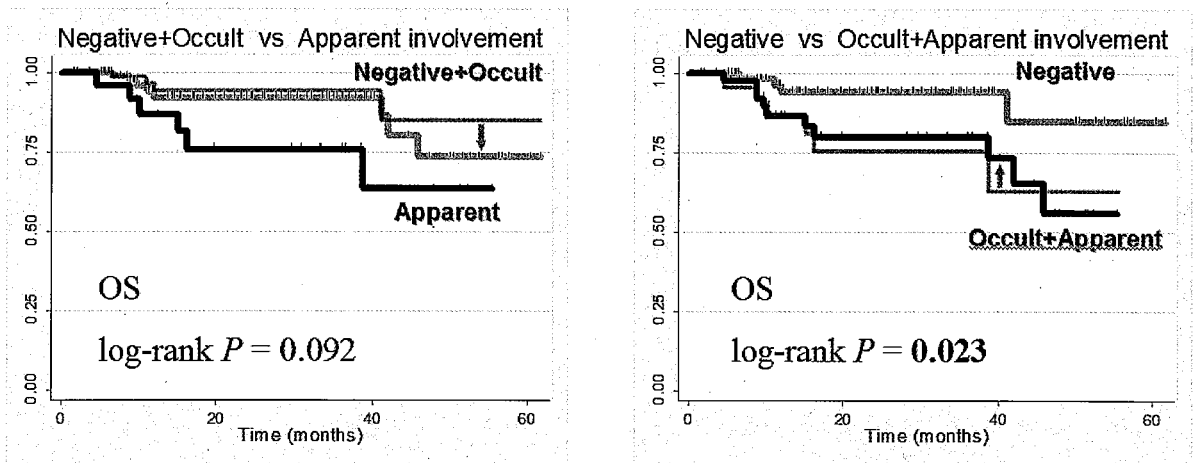 Negative+Occult vs Apparent involvement
1.00
Negative+Occult
0.75
Apparent
0.50
OS
0.25
log-rank P = 0.092
0.00
0
20
40
60
Time (months)
Negative vs Occult+Apparent involvement
1.00
Negative
0.75
0.50
Occult+Apparent
OS
0.25
log-rank P = 0.023
0.00
0
20
40
60
Time (months)